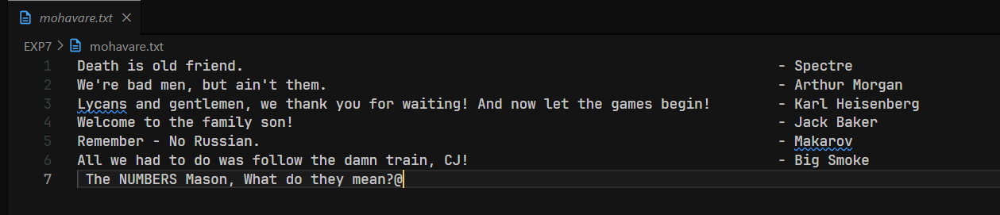 mohavare.txt ×
EXP7 > mohavare.txt
1 Death is old friend. - Spectre
2 We're bad men, but ain't them. - Arthur Morgan
3 Lycans and gentlemen, we thank you for waiting! And now let the games begin! - Karl Heisenberg
4 Welcome to the family son! - Jack Baker
5 Remember - No Russian. - Makarov
6 All we had to do was follow the damn train, CJ! - Big Smoke
7 The NUMBERS Mason, What do they mean?@